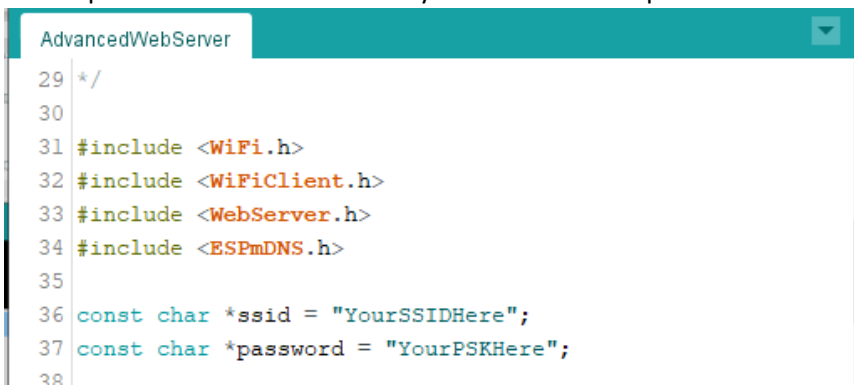 AdvancedWebServer
29 */
30
31 #include <WiFi.h>
32 #include <WiFiClient.h>
33 #include <WebServer.h>
34 #include <ESPmDNS.h>
35
36 const char *ssid = "YourSSIDHere";
37 const char *password = "YourPSKHere";
38